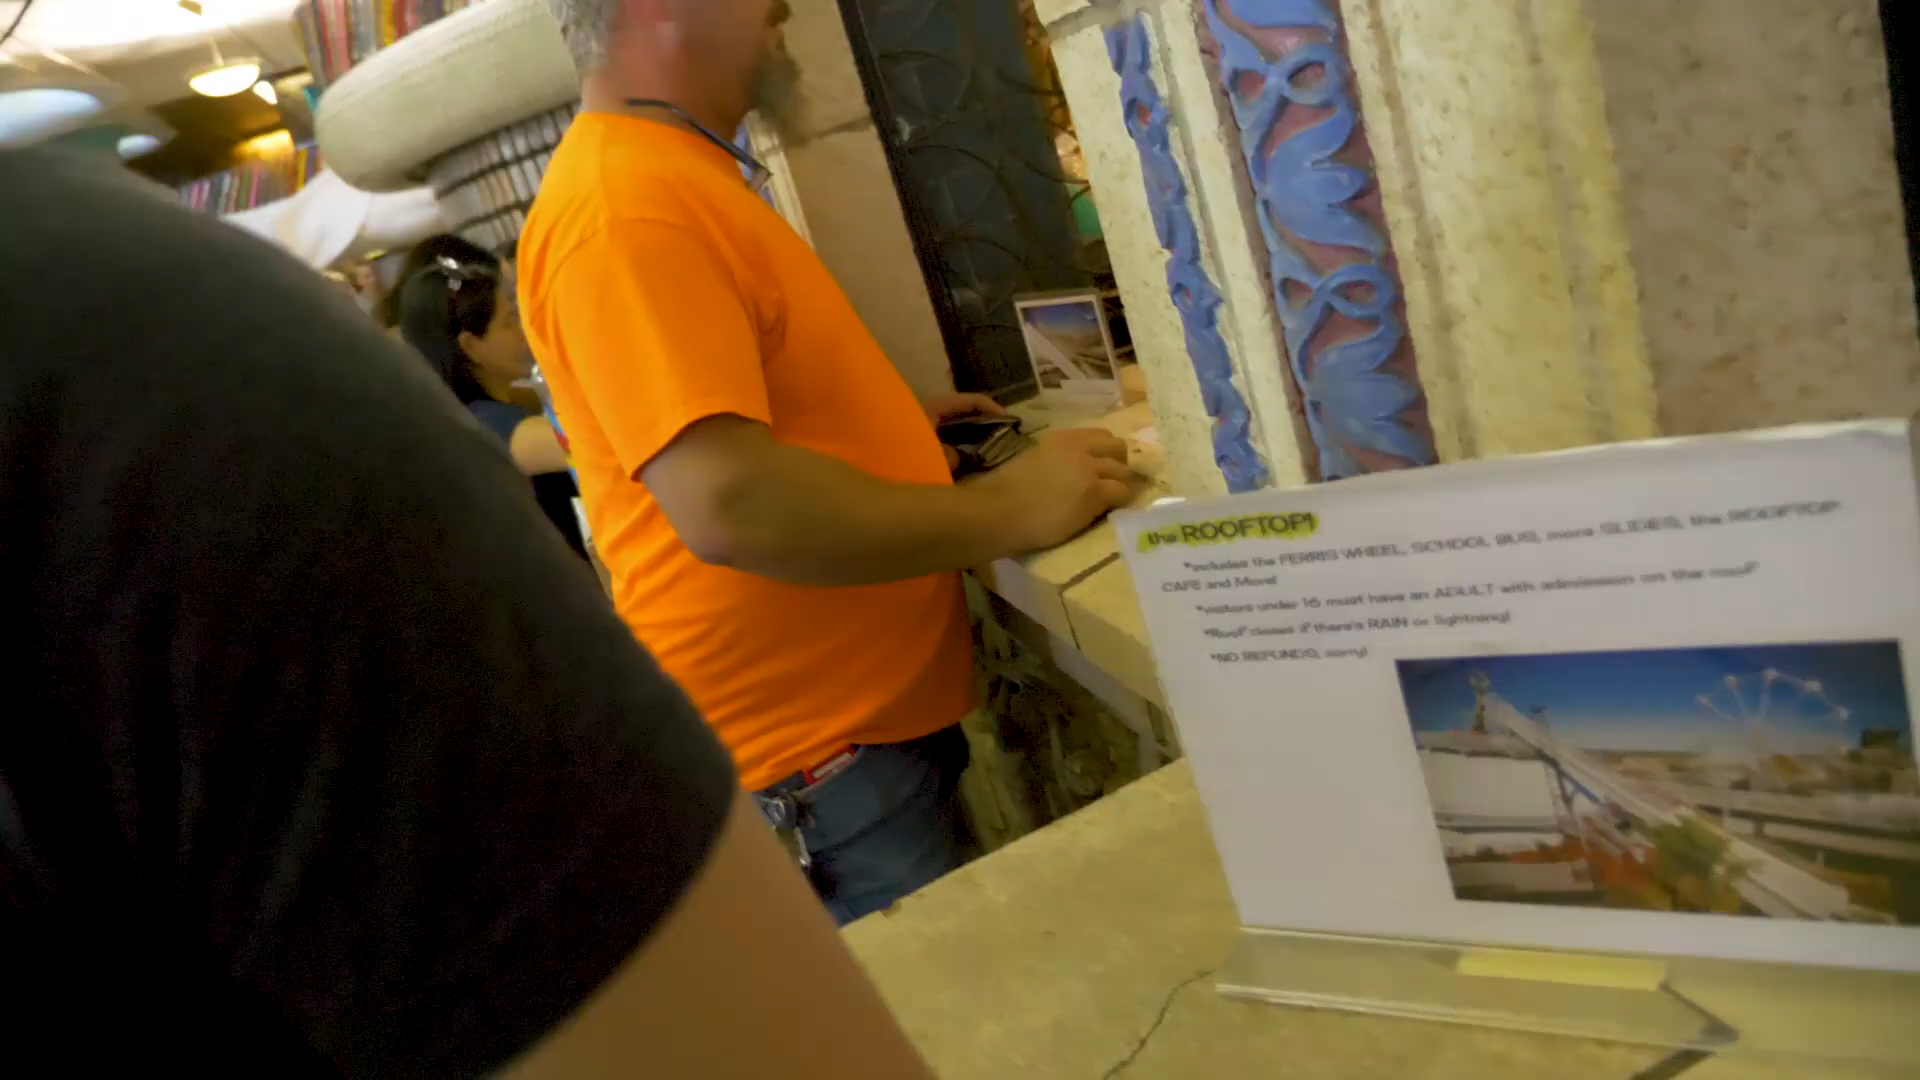 the ROOFTOP!
*includes the FERRIS WHEEL, SCHOOL BUS, more SLIDES, the ROOFTOP
CAFE and More!
*visitors under 16 must have an ADULT with admission on the roof*
*Roof closes if there's RAIN or lightning!
*NO REFUNDS, sorry!